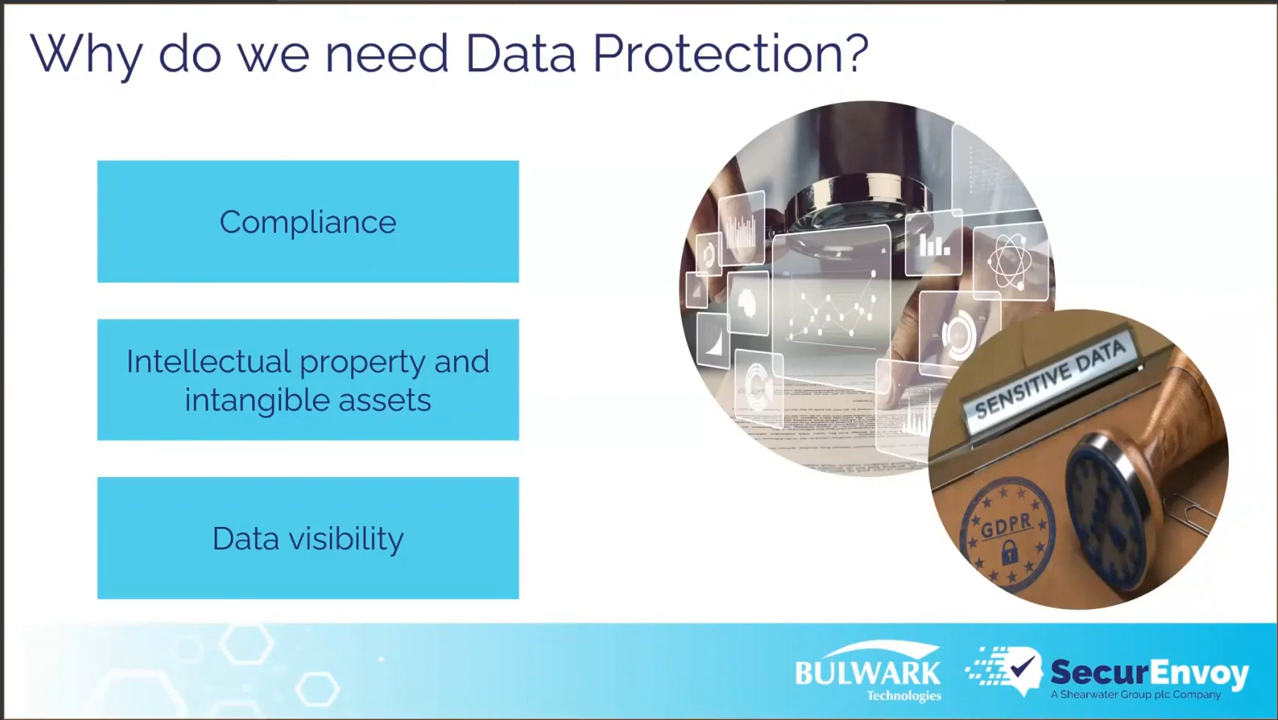 Why do we need Data Protection?
Compliance
Intellectual property and
intangible assets
Data visibility
SENSITIVE DATA
GDPR
BULWARK
Technologies
SecurEnvoy
A Shearwater Group plc Company